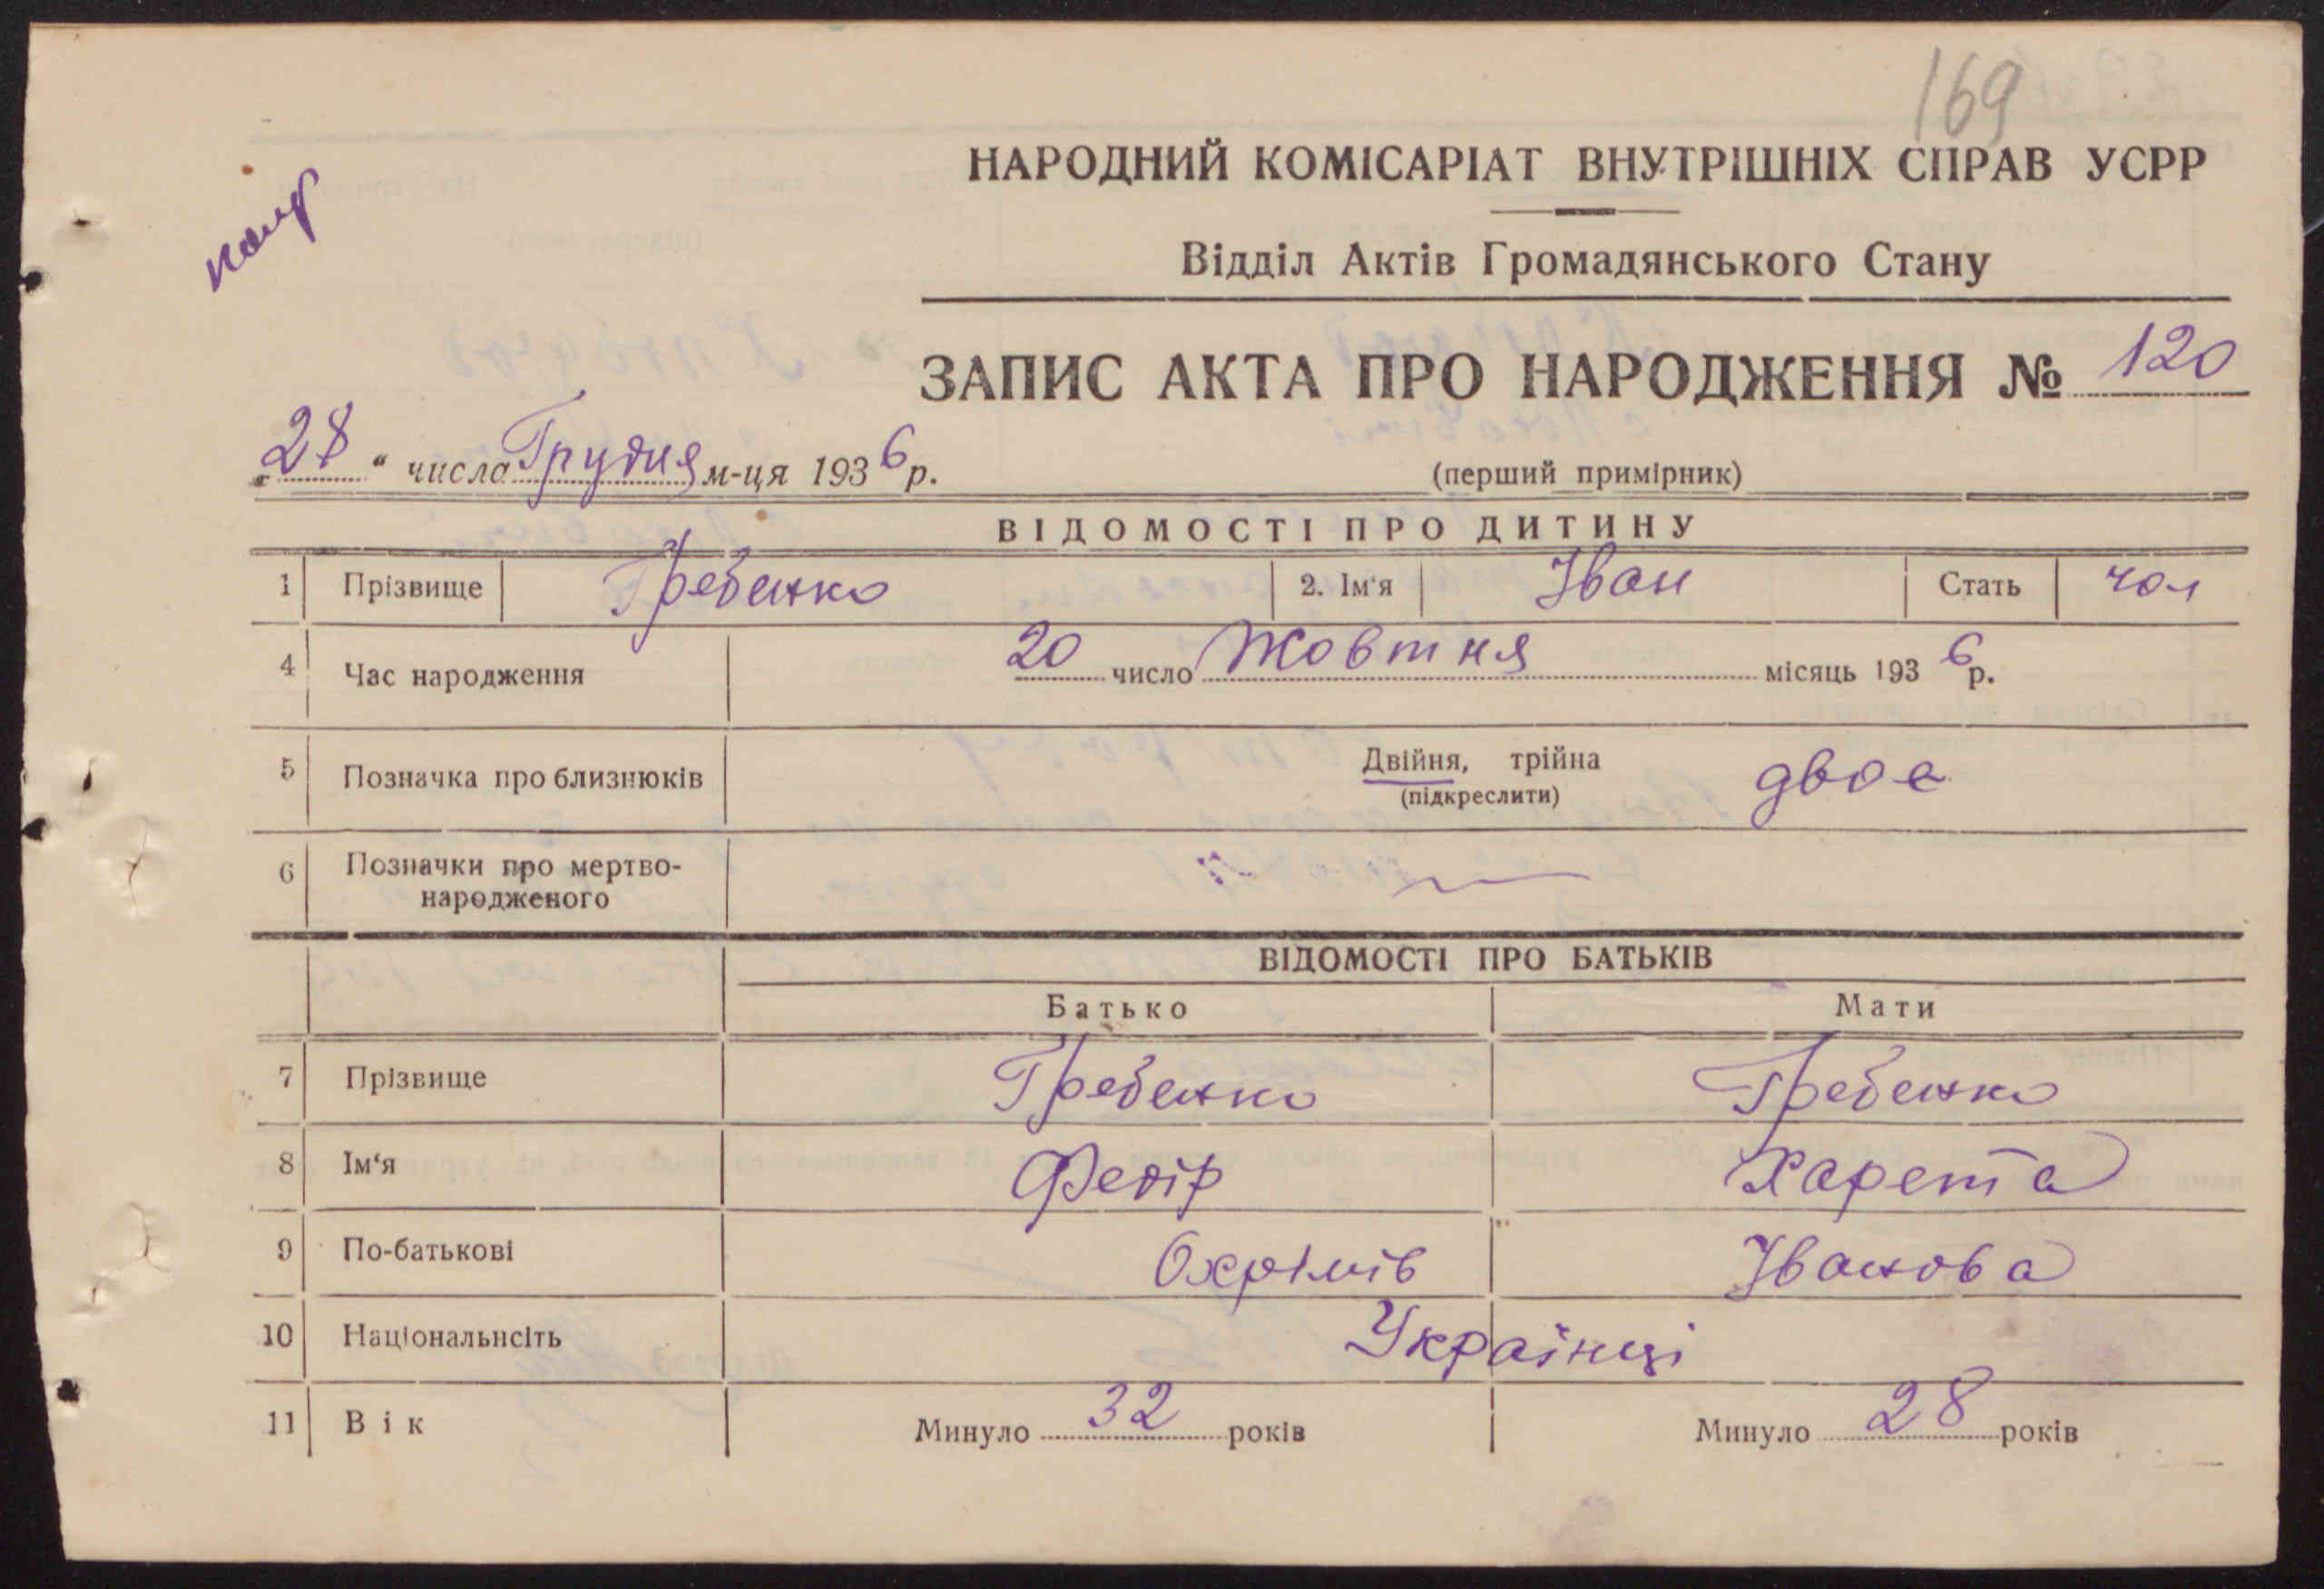 169
НАРОДНИЙ КОМІСАРІАТ ВНУТРІШНІХ СПРАВ УСРР
Відділ Актів Громадянського Стану
ЗАПИС АКТА ПРО НАРОДЖЕННЯ № 120
„28“ числа Грудня м-ця 1936 р.
(перший примірник)
ВІДОМОСТІ ПРО ДИТИНУ
1 Прізвище Гребенко 2. Ім‘я Іван Стать чол
4 Час народження 20 число Жовтня місяць 1936 р.
5 Позначка про близнюків Двійня, трійна двоє
(підкреслити)
6 Позначки про мертво-
народженого
ВІДОМОСТІ ПРО БАТЬКІВ
Батько Мати
7 Прізвище Гребенко Гребенко
8 Ім‘я Федір Харета
9 По-батькові Охрімів Іванова
10 Національнсіть Українці
11 Вік Минуло 32 років Минуло 28 років